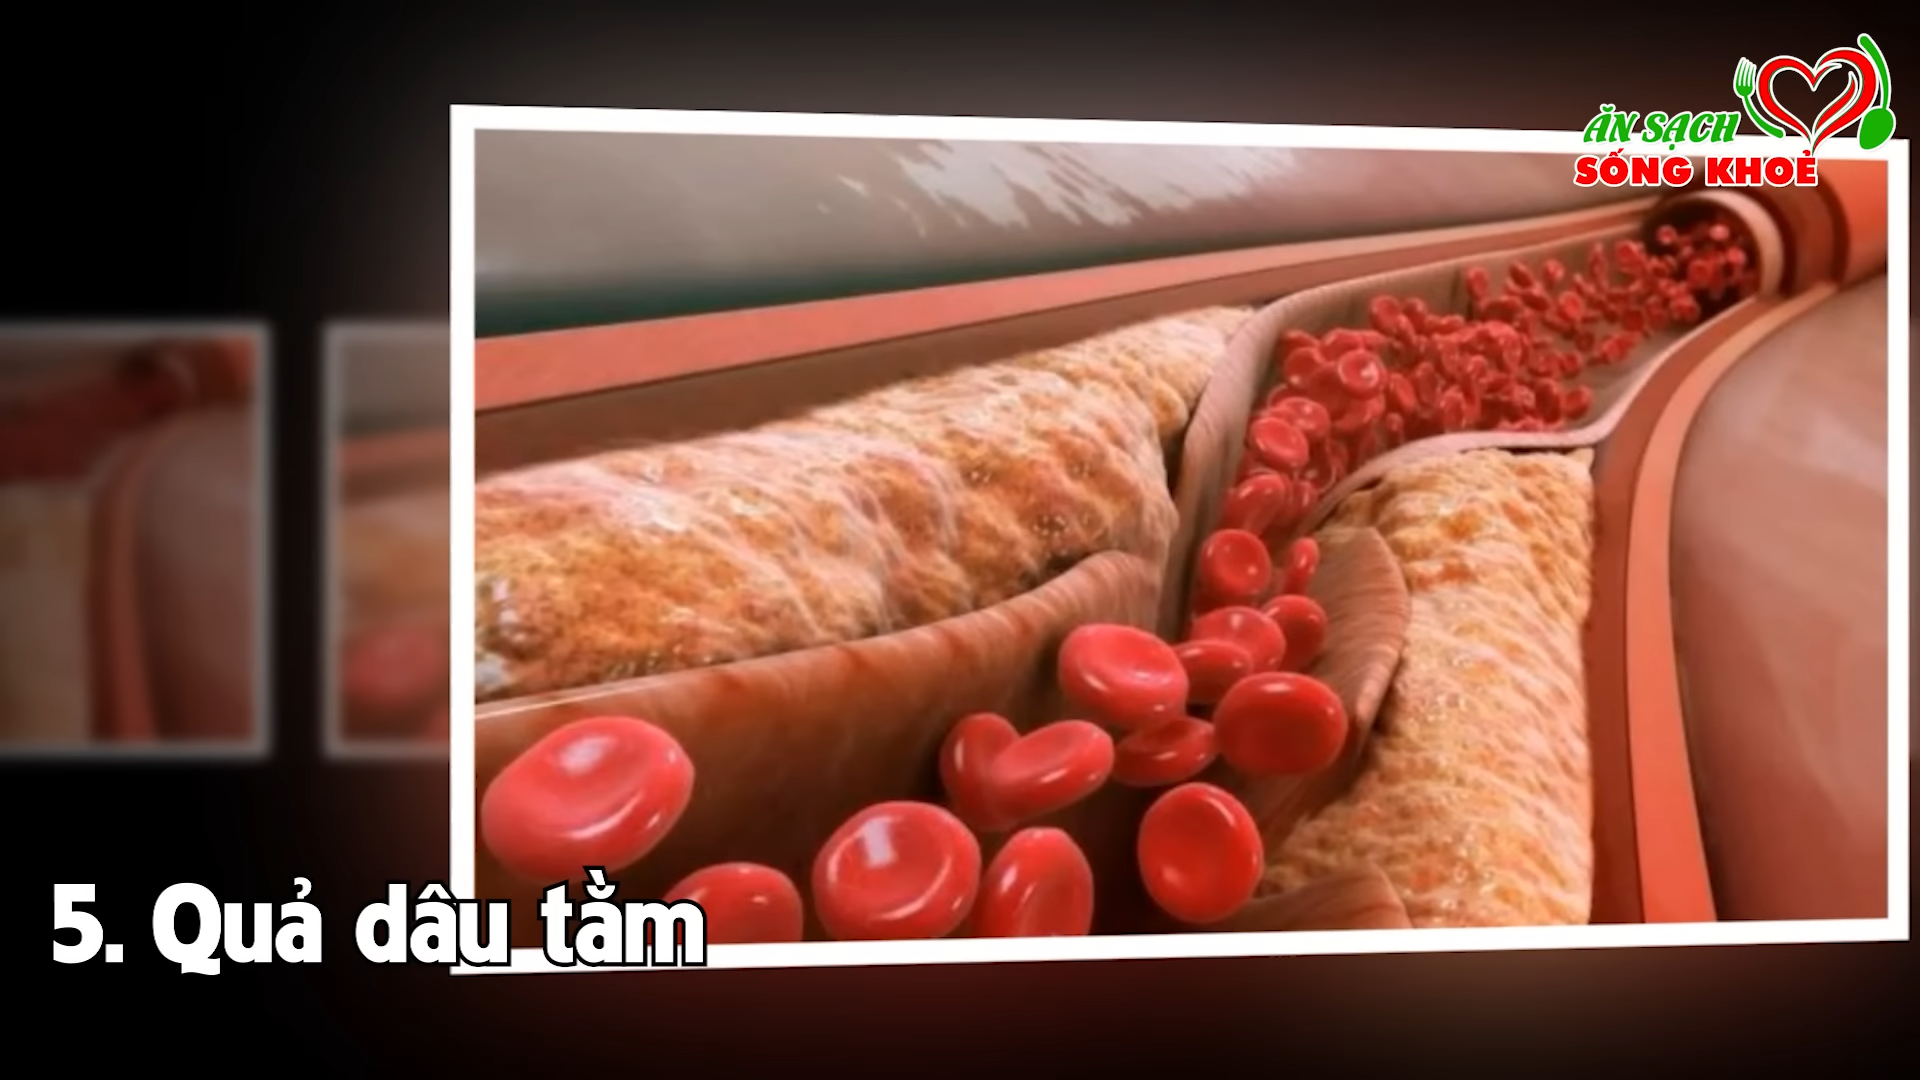 ĂN SẠCH
SỐNG KHOẺ
5. Quả dâu tằm